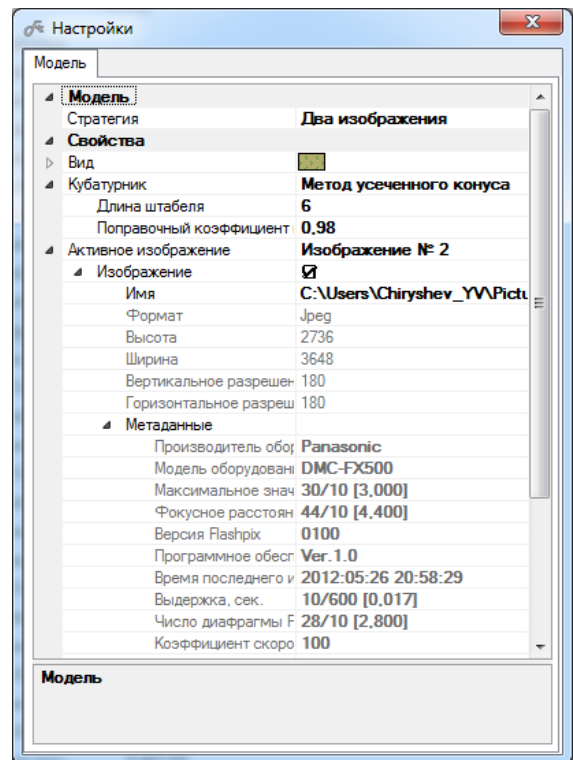 Настройки
Модель
Модель
Стратегия Два изображения
Свойства
Вид
Кубатурник Метод усеченного конуса
Длина штабеля 6
Поправочный коэффициент 0,98
Активное изображение Изображение № 2
Изображение
Имя C:\Users\Chiryshev_YV\Pictu
Формат Jpeg
Высота 2736
Ширина 3648
Вертикальное разрешен 180
Горизонтальное разреш 180
Метаданные
Производитель обор Panasonic
Модель оборудовани DMC-FX500
Максимальное знач 30/10 [3,000]
Фокусное расстоян 44/10 [4,400]
Версия Flashpix 0100
Программное обесп Ver.1.0
Время последнего и 2012:05:26 20:58:29
Выдержка, сек. 10/600 [0,017]
Число диафрагмы F 28/10 [2,800]
Коэффициент скоро 100
Модель